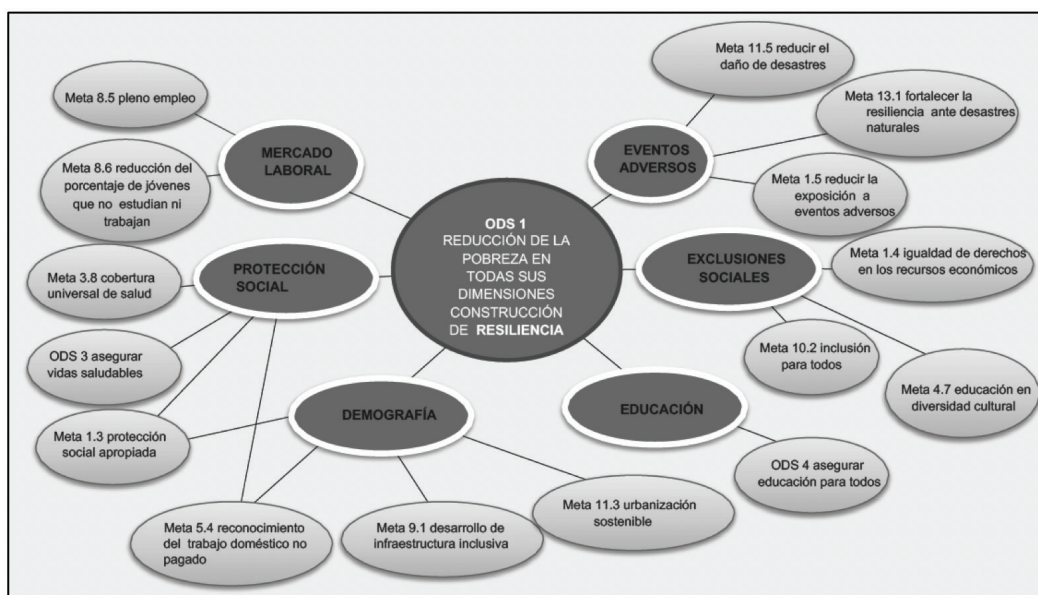 Meta 11.5 reducir el
daño de desastres
Meta 8.5 pleno empleo
Meta 13.1 fortalecer la
resiliencia ante desastres
naturales
MERCADO
LABORAL
EVENTOS
ADVERSOS
Meta 8.6 reducción del
porcentaje de jóvenes
que no estudian ni
trabajan
Meta 1.5 reducir la
exposición a
eventos adversos
ODS 1
REDUCCIÓN DE LA
POBREZA EN
TODAS SUS
DIMENSIONES
CONSTRUCCIÓN
DE RESILIENCIA
Meta 3.8 cobertura
universal de salud
PROTECCIÓN
SOCIAL
EXCLUSIONES
SOCIALES
Meta 1.4 igualdad de derechos
en los recursos económicos
ODS 3 asegurar
vidas saludables
Meta 10.2 inclusión
para todos
Meta 4.7 educación en
diversidad cultural
Meta 1.3 protección
social apropiada
DEMOGRAFÍA
EDUCACIÓN
ODS 4 asegurar
educación para todos
Meta 5.4 reconocimiento
del trabajo doméstico no
pagado
Meta 9.1 desarrollo de
infraestructura inclusiva
Meta 11.3 urbanización
sostenible